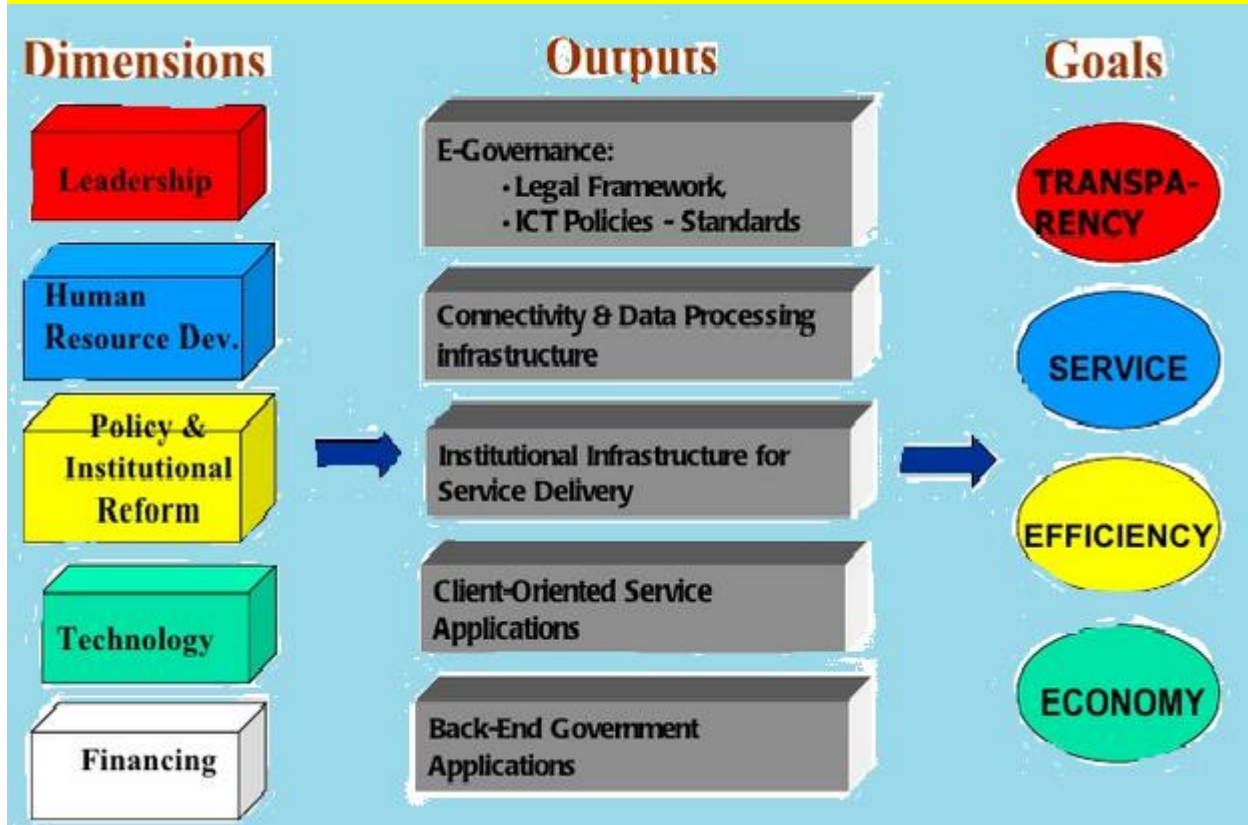 Dimensions
Leadership
Human
Resource Dev.
Policy &
Institutional
Reform
Technology
Financing
Outputs
E-Governance:
• Legal Framework,
• ICT Policies - Standards
Connectivity & Data Processing
infrastructure
Institutional Infrastructure for
Service Delivery
Client-Oriented Service
Applications
Back-End Government
Applications
Goals
TRANSPA-
RENCY
SERVICE
EFFICIENCY
ECONOMY